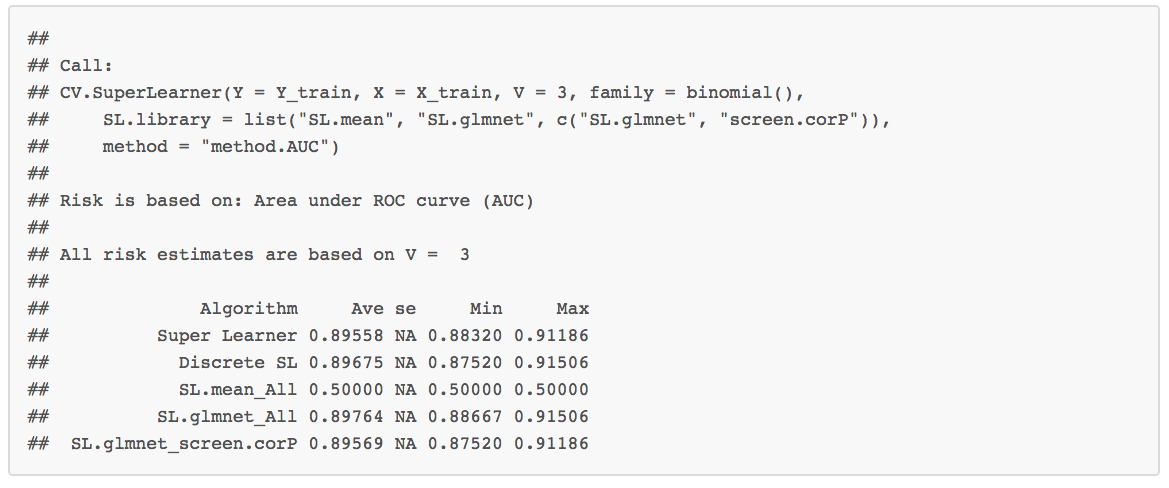 ##
## Call:
## CV.SuperLearner(Y = Y_train, X = X_train, V = 3, family = binomial(),
##     SL.library = list("SL.mean", "SL.glmnet", c("SL.glmnet", "screen.corP")),
##     method = "method.AUC")
##
## Risk is based on: Area under ROC curve (AUC)
##
## All risk estimates are based on V =  3
##
##              Algorithm     Ave se     Min     Max
##          Super Learner 0.89558 NA 0.88320 0.91186
##            Discrete SL 0.89675 NA 0.87520 0.91506
##            SL.mean_All 0.50000 NA 0.50000 0.50000
##          SL.glmnet_All 0.89764 NA 0.88667 0.91506
##  SL.glmnet_screen.corP 0.89569 NA 0.87520 0.91186